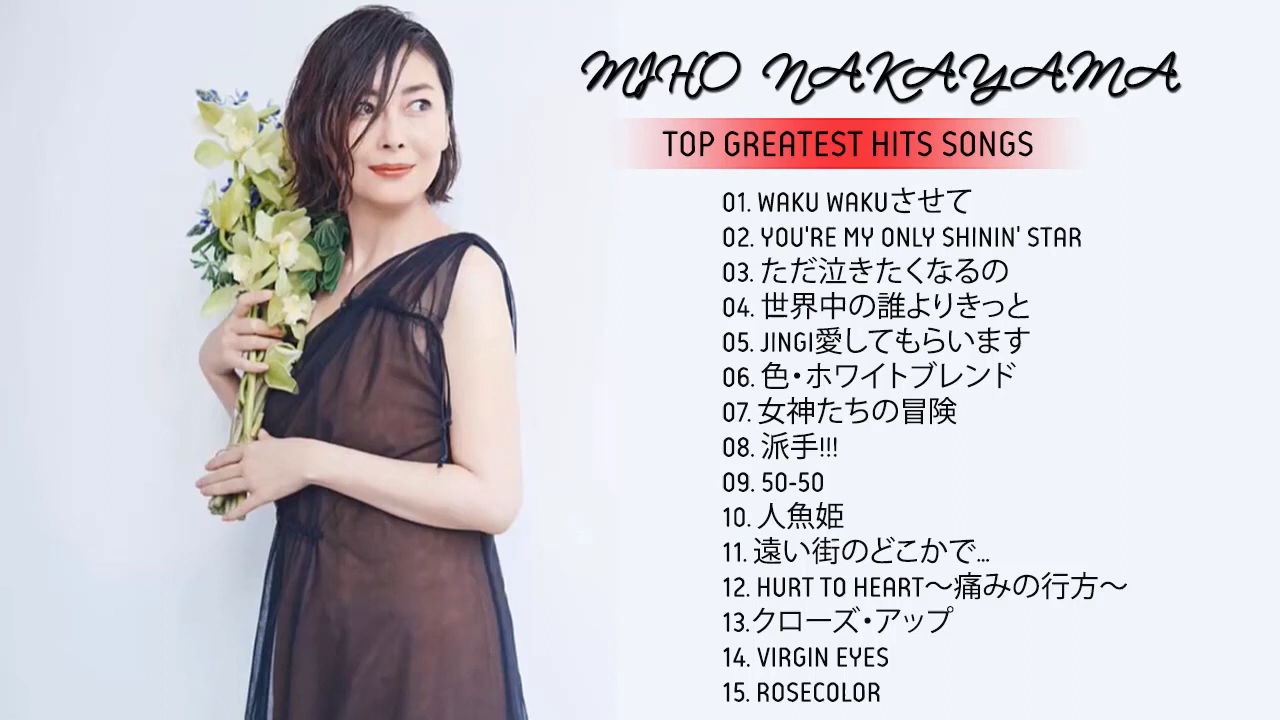 MIHO NAKAYAMA
TOP GREATEST HITS SONGS
01. WAKU WAKUさせて
02. YOU'RE MY ONLY SHININ' STAR
03. ただ泣きたくなるの
04. 世界中の誰よりきっと
05. JINGI愛してもらいます
06. 色・ホワイトブレンド
07. 女神たちの冒険
08. 派手!!!
09. 50-50
10. 人魚姫
11. 遠い街のどこかで...
12. HURT TO HEART～痛みの行方～
13.クローズ・アップ
14. VIRGIN EYES
15. ROSECOLOR